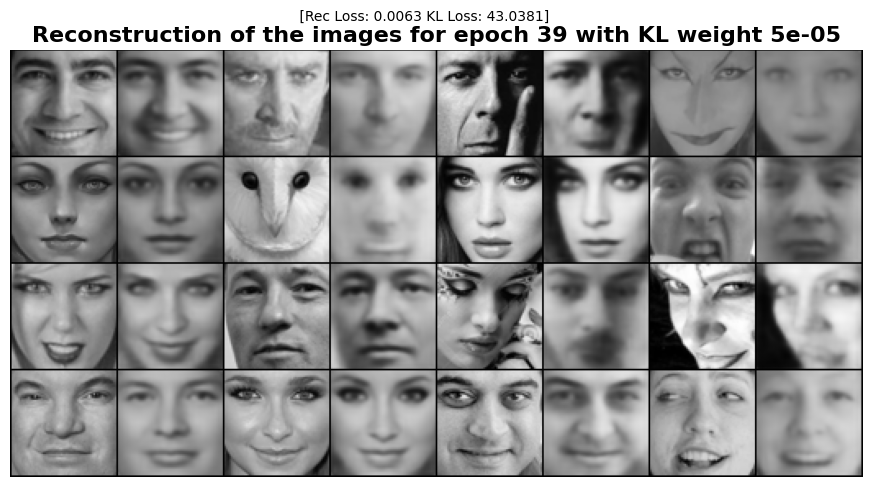 [Rec Loss: 0.0063 KL Loss: 43.0381]
Reconstruction of the images for epoch 39 with KL weight 5e-05